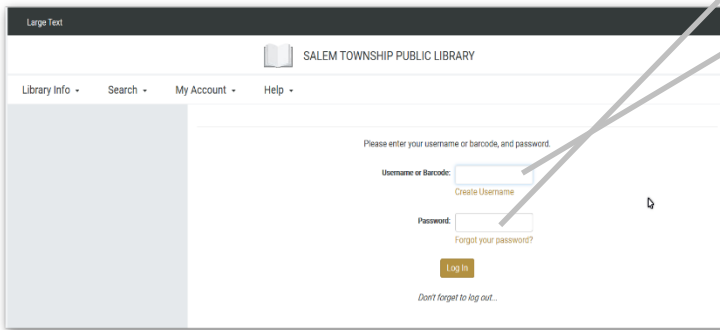 Large Text
SALEM TOWNSHIP PUBLIC LIBRARY
Library Info Search My Account Help
Please enter your username or barcode, and password.
Username or Barcode:
Create Username
Password:
Forgot your password?
Log In
Don't forget to log out...